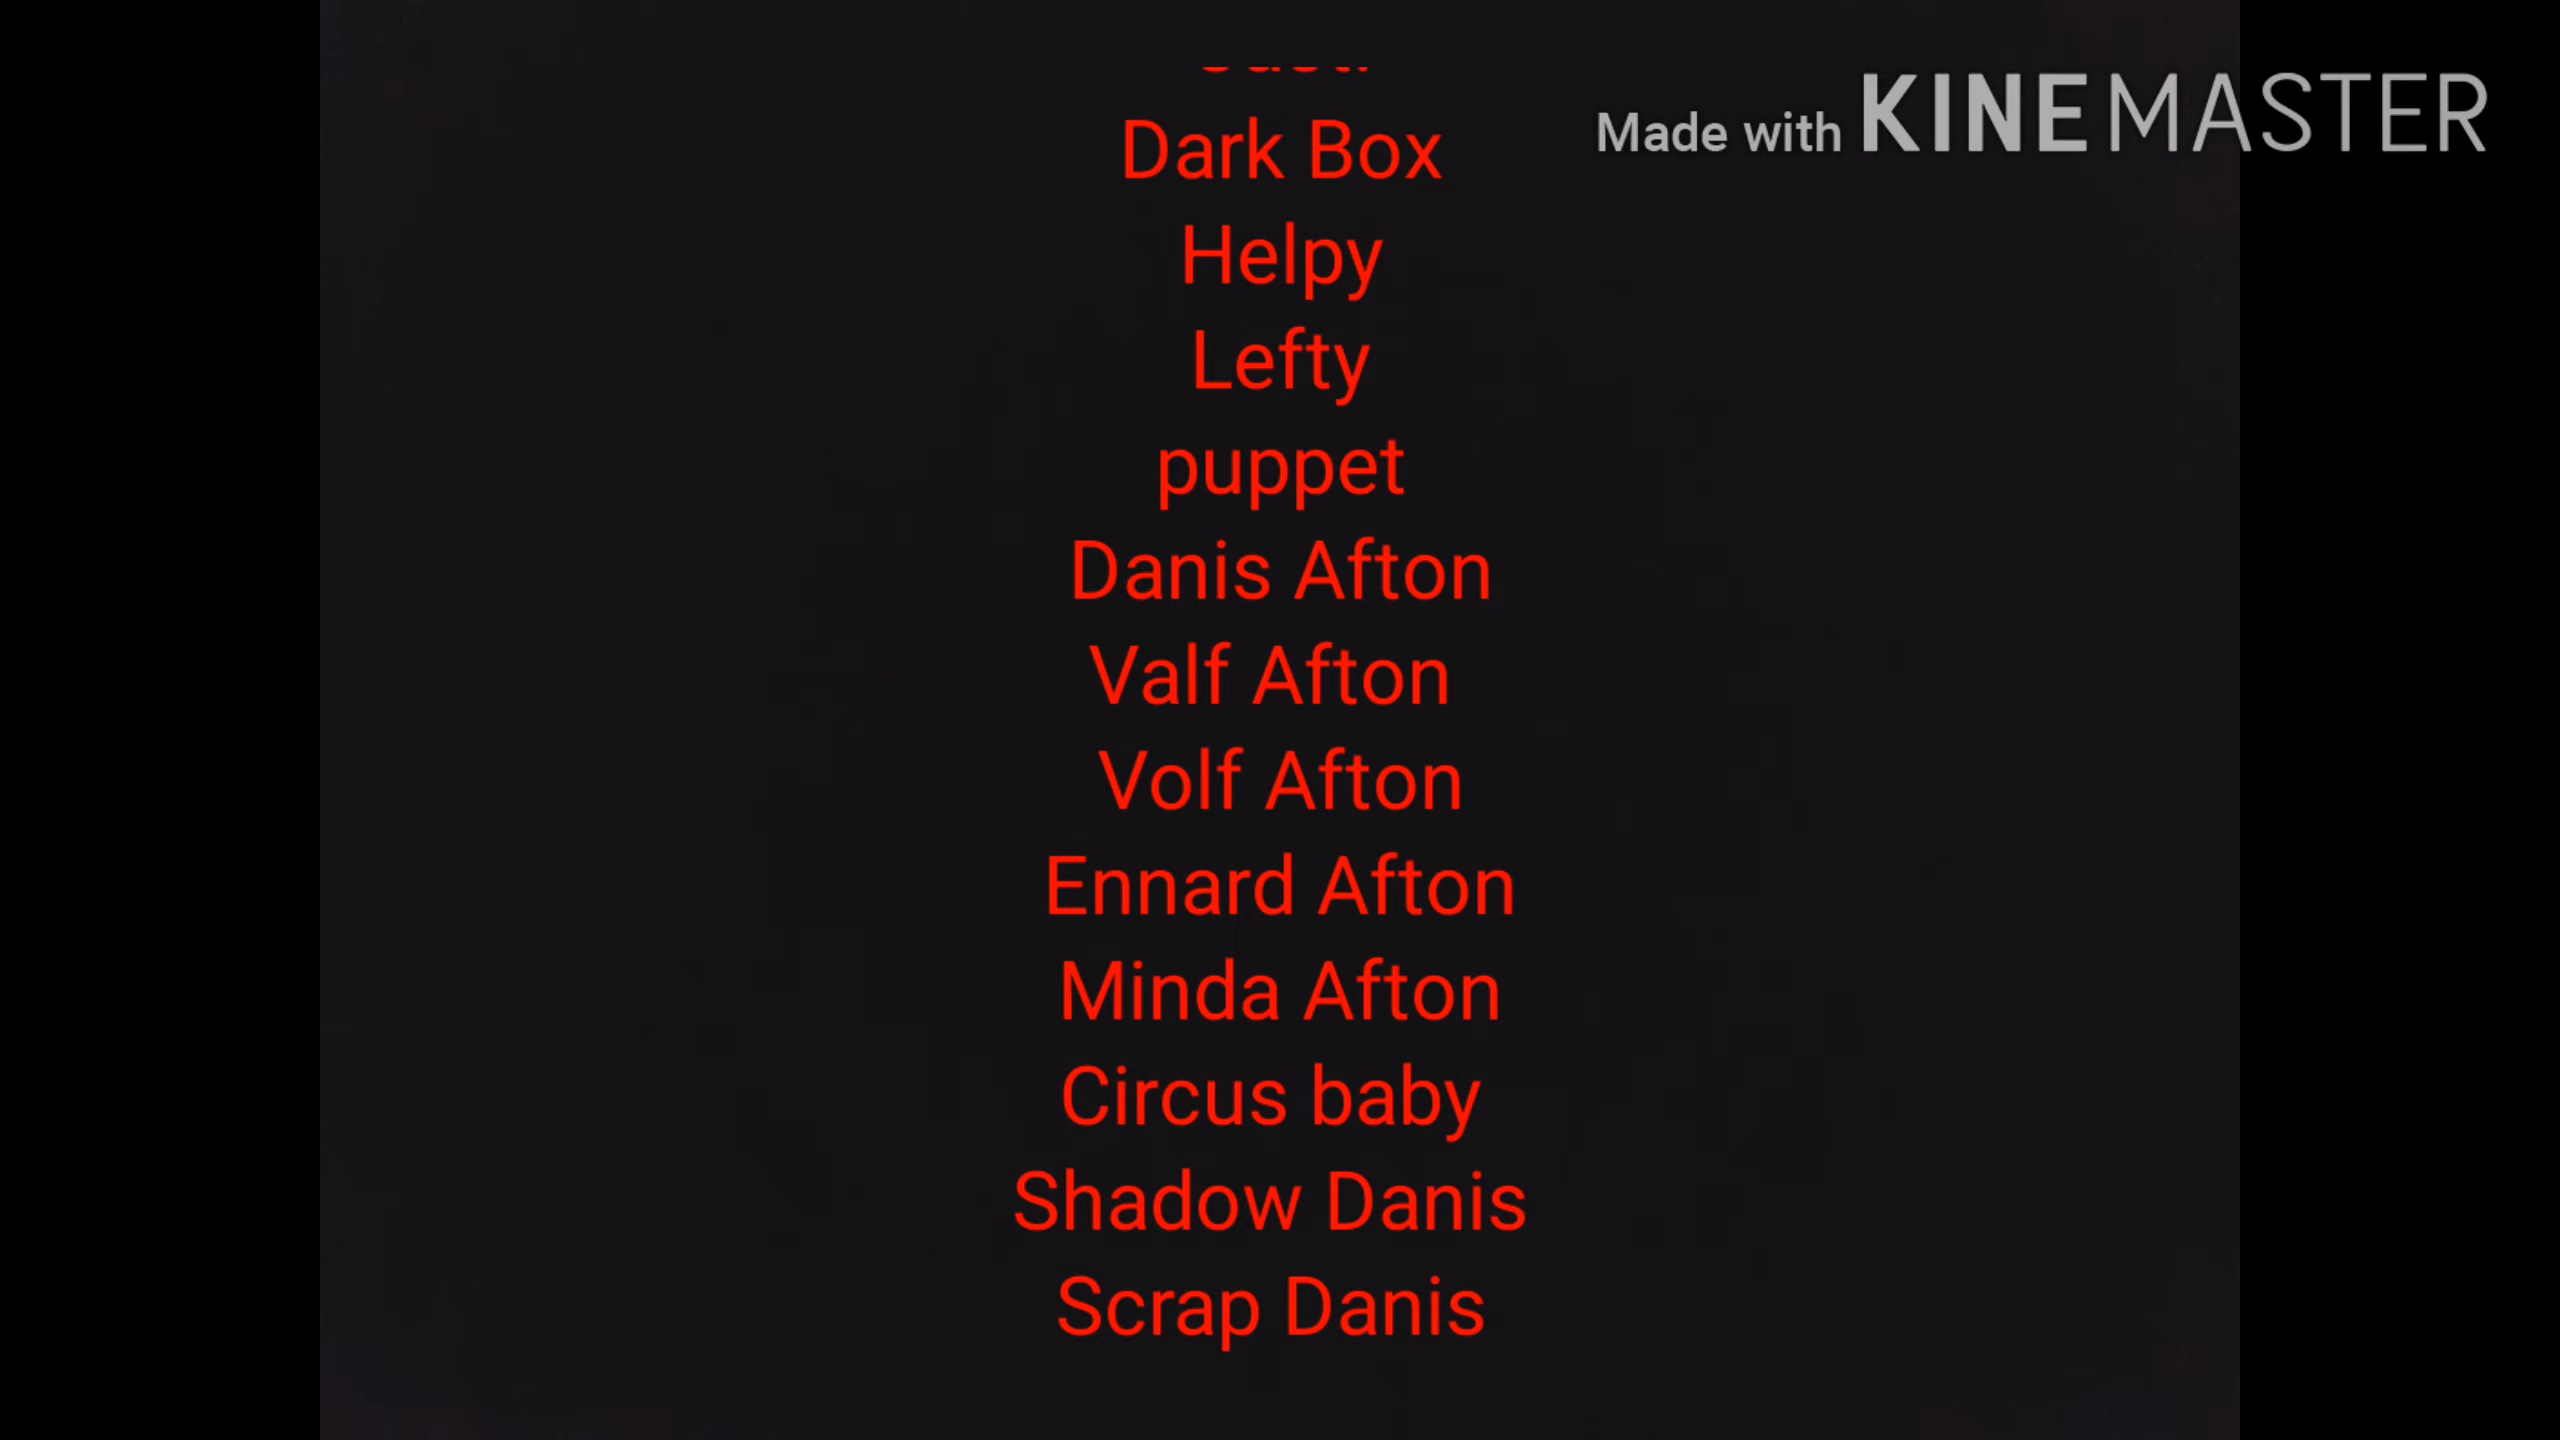 Made with KINEMASTER
Dark Box
Helpy
Lefty
puppet
Danis Afton
Valf Afton
Volf Afton
Ennard Afton
Minda Afton
Circus baby
Shadow Danis
Scrap Danis